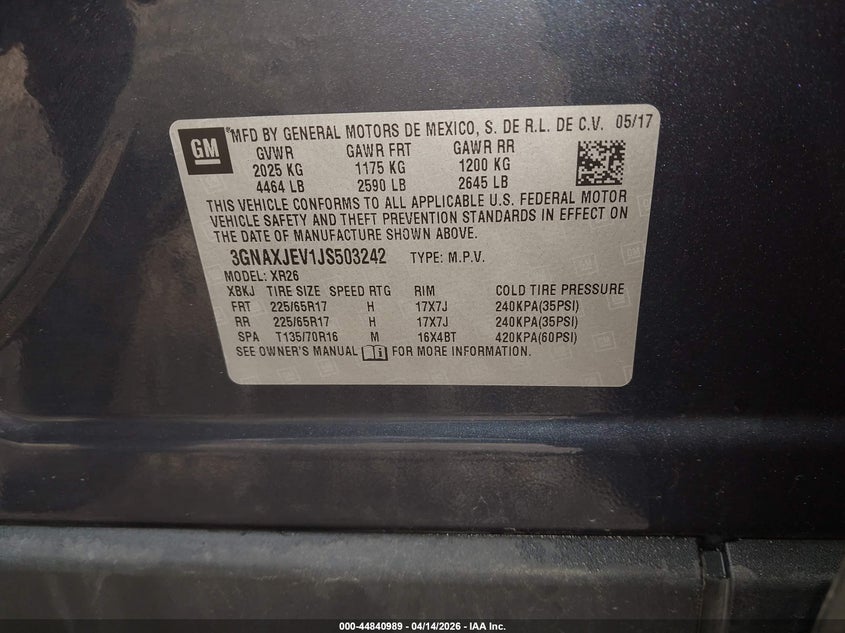 GM
®MFD BY GENERAL MOTORS DE MEXICO, S. DE R.L. DE C.V. 05/17
GVWR GAWR FRT GAWR RR
2025 KG 1175 KG 1200 KG
4464 LB 2590 LB 2645 LB
THIS VEHICLE CONFORMS TO ALL APPLICABLE U.S. FEDERAL MOTOR
VEHICLE SAFETY AND THEFT PREVENTION STANDARDS IN EFFECT ON
THE DATE OF MANUFACTURE SHOWN ABOVE.
3GNAXJEV1JS503242 TYPE: M.P.V.
MODEL: XR26
XBKJ TIRE SIZE SPEED RTG RIM COLD TIRE PRESSURE
FRT 225/65R17 H 17X7J 240KPA(35PSI)
RR 225/65R17 H 17X7J 240KPA(35PSI)
SPA T135/70R16 M 16X4BT 420KPA(60PSI)
SEE OWNER'S MANUAL FOR MORE INFORMATION.
000-44840989 - 04/14/2026 - IAA Inc.